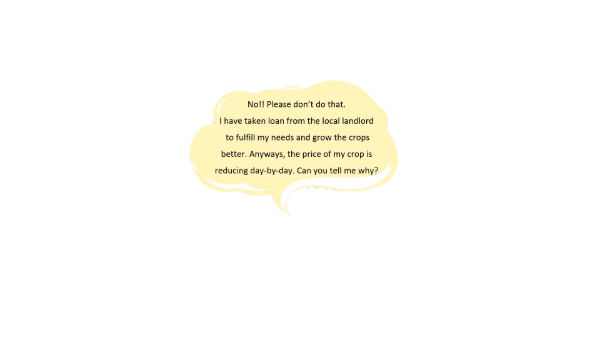 No!! Please don't do that.
I have taken loan from the local landlord
to fulfill my needs and grow the crops
better. Anyways, the price of my crop is
reducing day-by-day. Can you tell me why?